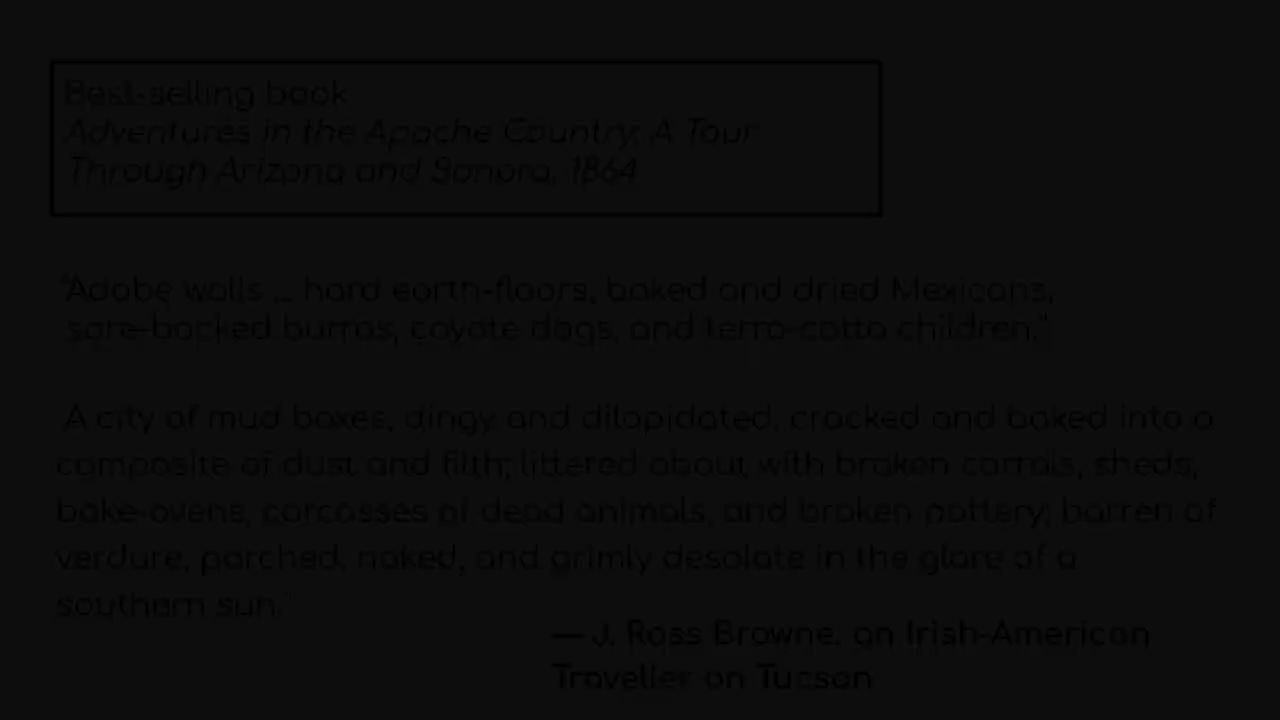 Best-selling book
Adventures in the Apache Country: A Tour
Through Arizona and Sonora, 1864
"Adobe walls ... hard earth-floors, baked and dried Mexicans,
sore-backed burros, coyote dogs, and terra-cotta children."
A city of mud boxes, dingy and dilapidated, cracked and baked into a
composite of dust and filth; littered about with broken corrals, sheds,
bake-ovens, carcasses of dead animals, and broken pottery; barren of
verdure, parched, naked, and grimly desolate in the glare of a
southern sun."
— J. Ross Browne, an Irish-American
Traveller on Tucson